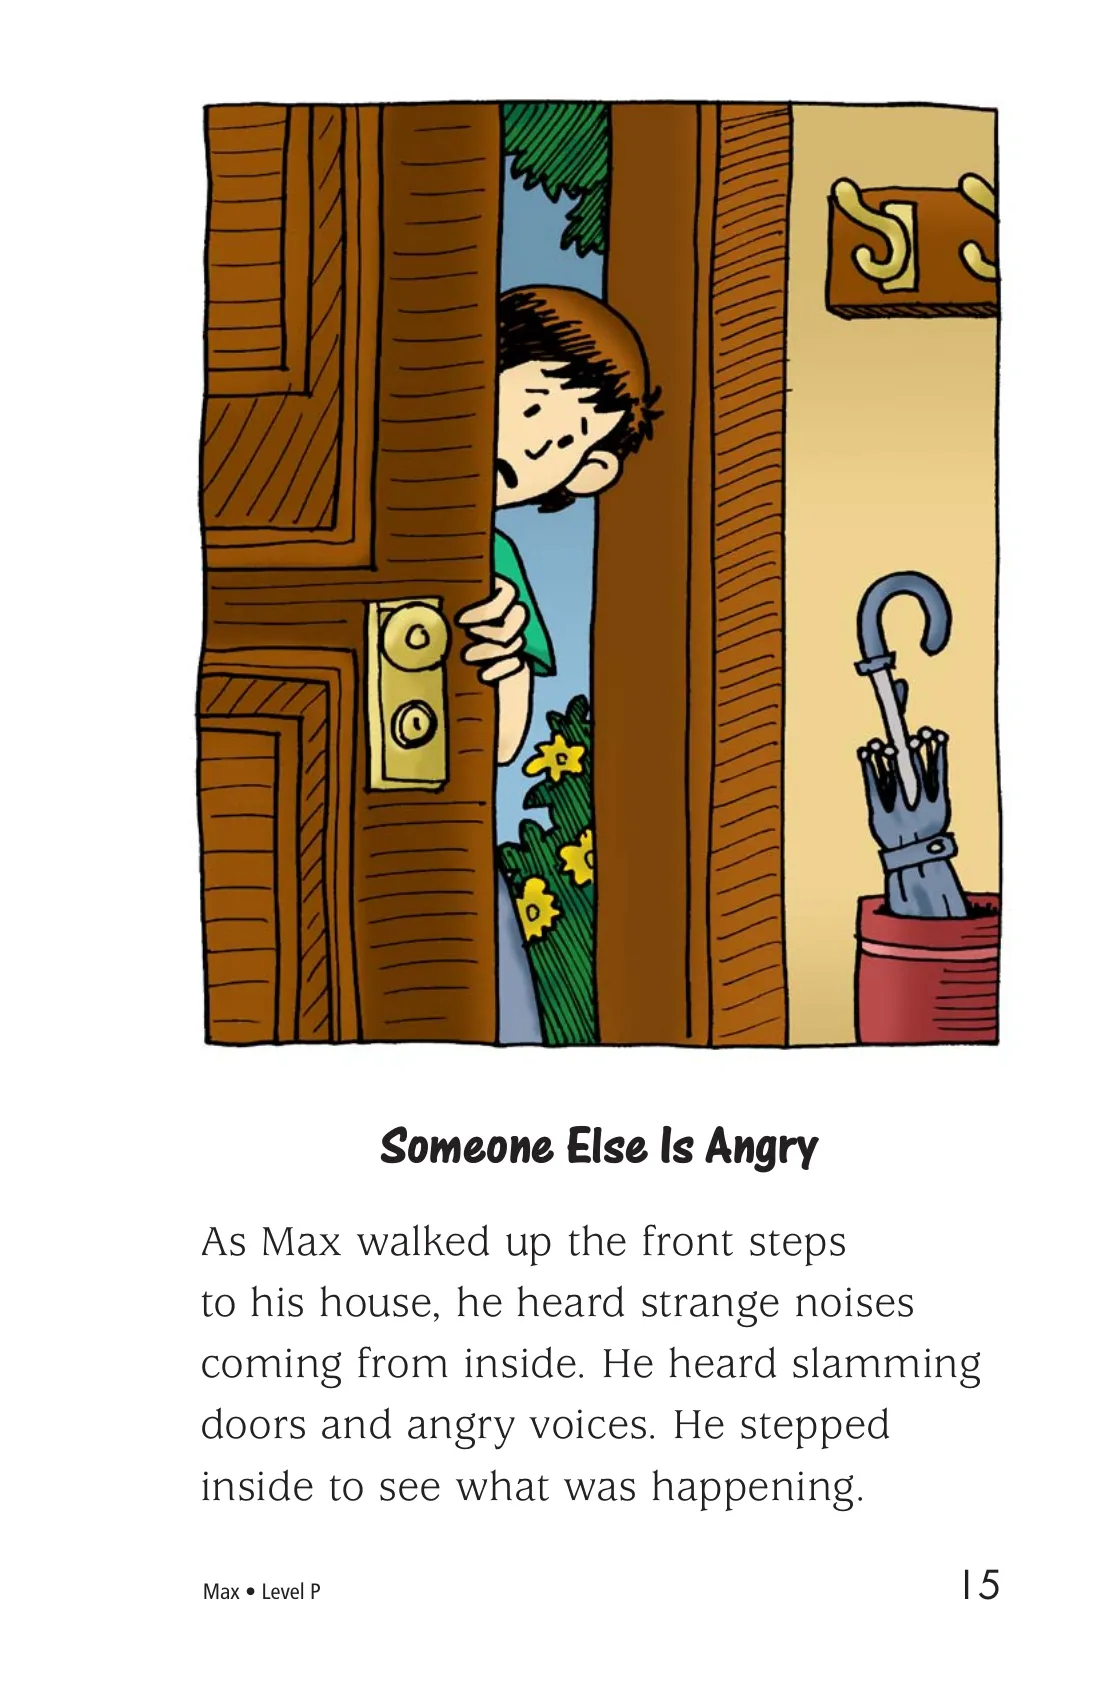 Someone Else Is Angry
As Max walked up the front steps
to his house, he heard strange noises
coming from inside. He heard slamming
doors and angry voices. He stepped
inside to see what was happening.
Max • Level P
15